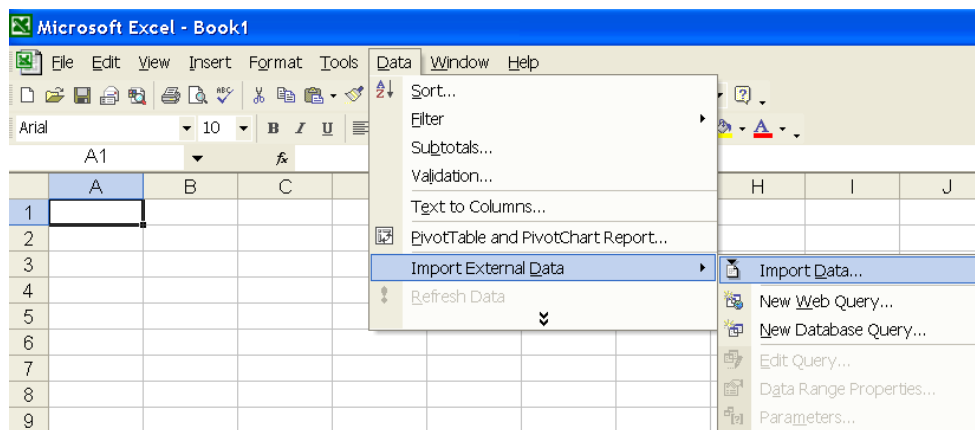 Microsoft Excel - Book1
File Edit View Insert Format Tools Data Window Help
ABC
Arial 10 B I U A
A1 fx
Sort...
Filter
Subtotals...
Validation...
Text to Columns...
PivotTable and PivotChart Report...
Import External Data
Refresh Data
Import Data...
New Web Query...
New Database Query...
Edit Query...
Data Range Properties...
Parameters...
A B C H I J
1
2
3
4
5
6
7
8
9